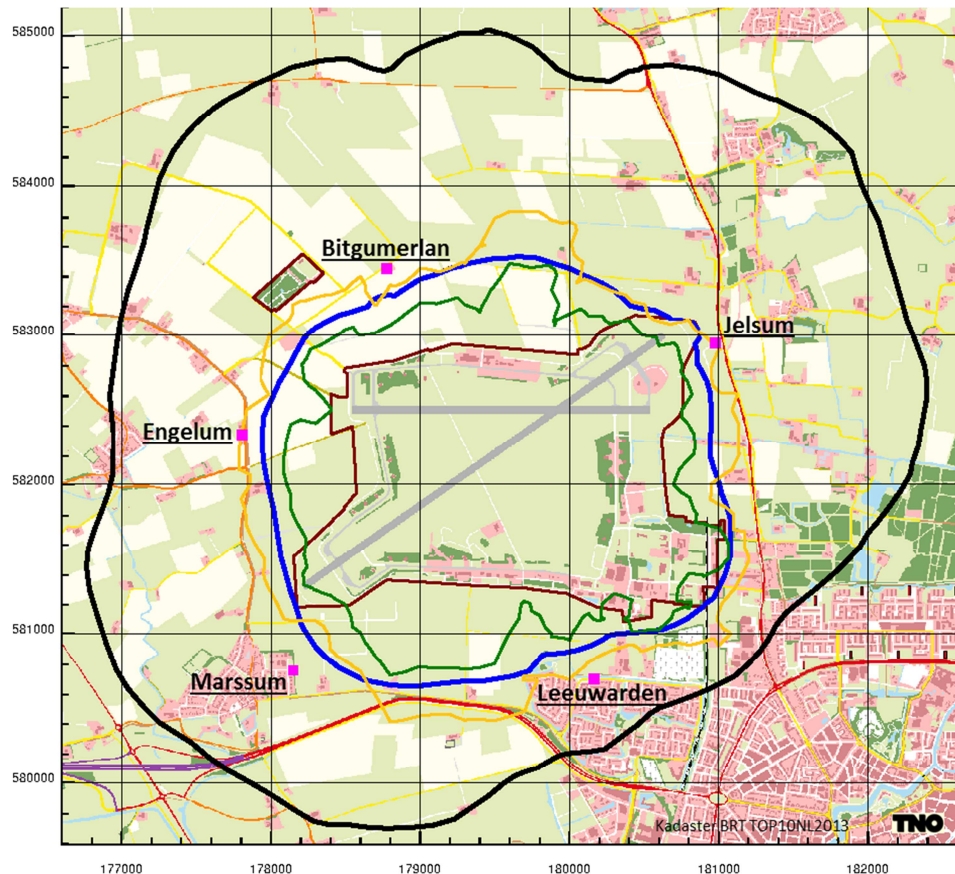 585000
584000
Bitgumerlan
583000
Jelsum
Engelum
582000
581000
Marssum
Leeuwarden
580000
Kadaster BRT TOP10NL2013
TNO
177000 178000 179000 180000 181000 182000